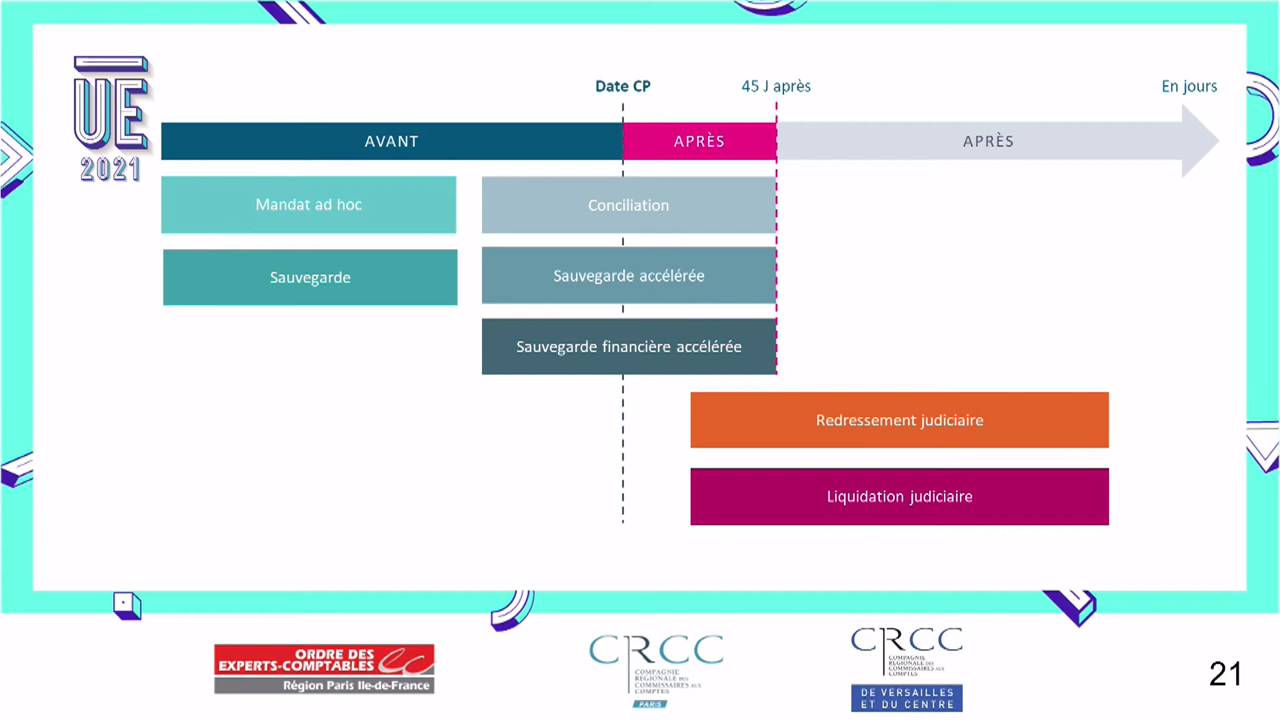 UE
2021
Date CP
45 J après
En jours
AVANT
APRÈS
APRÈS
Mandat ad hoc
Conciliation
Sauvegarde
Sauvegarde accélérée
Sauvegarde financière accélérée
Redressement judiciaire
Liquidation judiciaire
ORDRE DES
EXPERTS-COMPTABLES
Région Paris Ile-de-France
CRCC
COMPAGNIE
RÉGIONALE DES
COMMISSAIRES AUX
COMPTES
PARIS
CRCC
COMPAGNIE
RÉGIONALE DES
COMMISSAIRES AUX
COMPTES
DE VERSAILLES
ET DU CENTRE
21